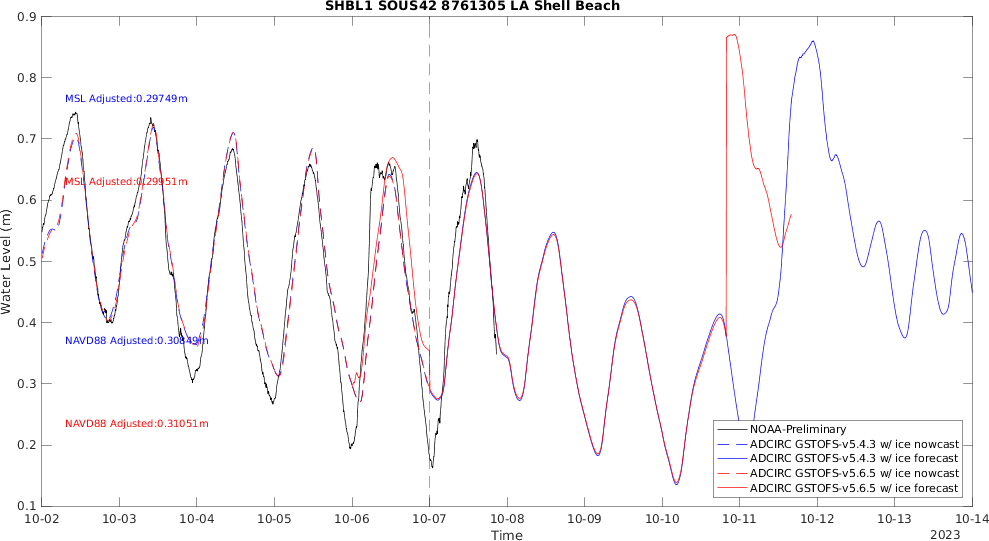 SHBL1 SOUS42 8761305 LA Shell Beach
0.9
0.8
0.7
0.6
0.5
0.4
0.3
0.2
0.1
Water Level (m)
MSL Adjusted:0.29749m
MSL Adjusted:0.29951m
NAVD88 Adjusted:0.30849m
NAVD88 Adjusted:0.31051m
NOAA-Preliminary
ADCIRC GSTOFS-v5.4.3 w/ ice nowcast
ADCIRC GSTOFS-v5.4.3 w/ ice forecast
ADCIRC GSTOFS-v5.6.5 w/ ice nowcast
ADCIRC GSTOFS-v5.6.5 w/ ice forecast
10-02 10-03 10-04 10-05 10-06 10-07 10-08 10-09 10-10 10-11 10-12 10-13 10-14
Time
2023